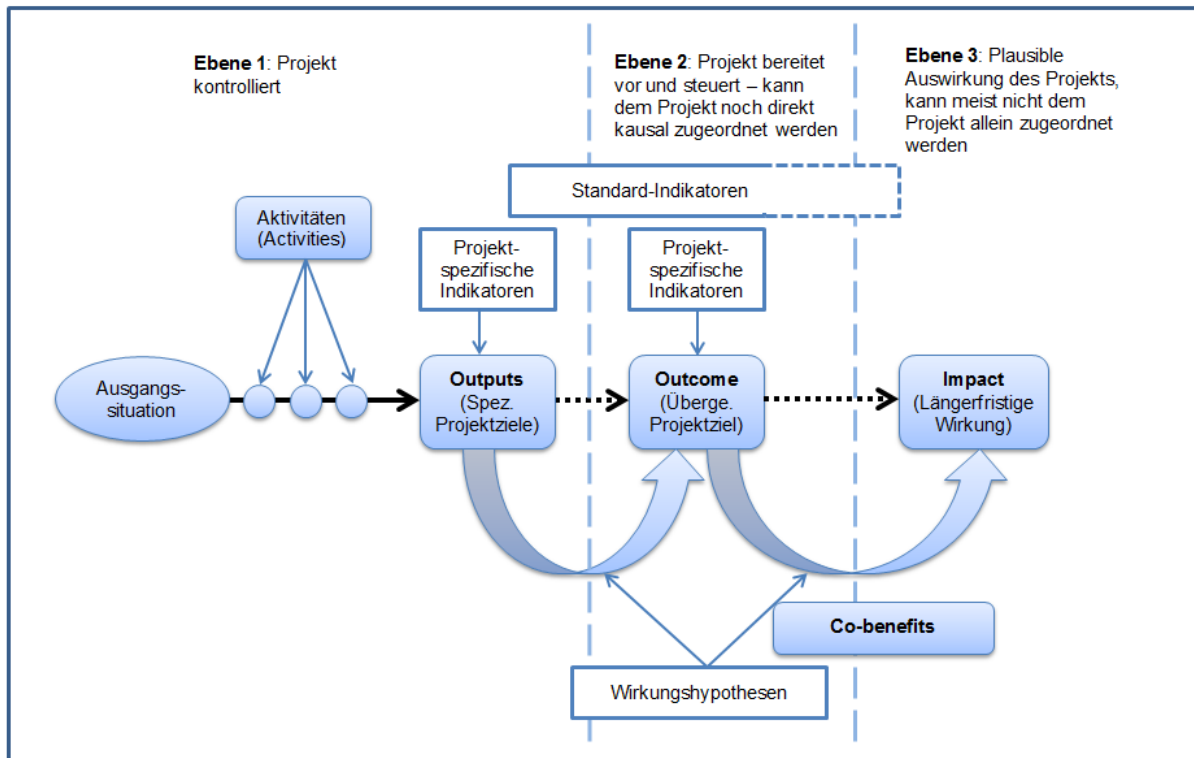 Ebene 1: Projekt
kontrolliert
Ebene 2: Projekt bereitet
vor und steuert – kann
dem Projekt noch direkt
kausal zugeordnet werden
Ebene 3: Plausible
Auswirkung des Projekts,
kann meist nicht dem
Projekt allein zugeordnet
werden
Standard-Indikatoren
Aktivitäten
(Activities)
Projekt-
spezifische
Indikatoren
Projekt-
spezifische
Indikatoren
Ausgangs-
situation
Outputs
(Spez.
Projektziele)
Outcome
(Überge.
Projektziel)
Impact
(Längerfristige
Wirkung)
Co-benefits
Wirkungshypothesen